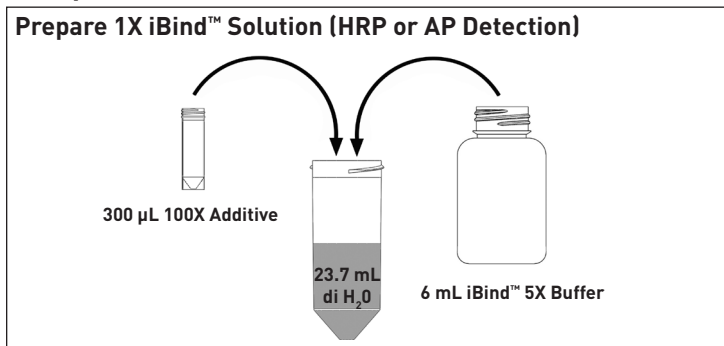 Prepare 1X iBind™ Solution (HRP or AP Detection)
300 µL 100X Additive
23.7 mL
di H₂0
6 mL iBind™ 5X Buffer